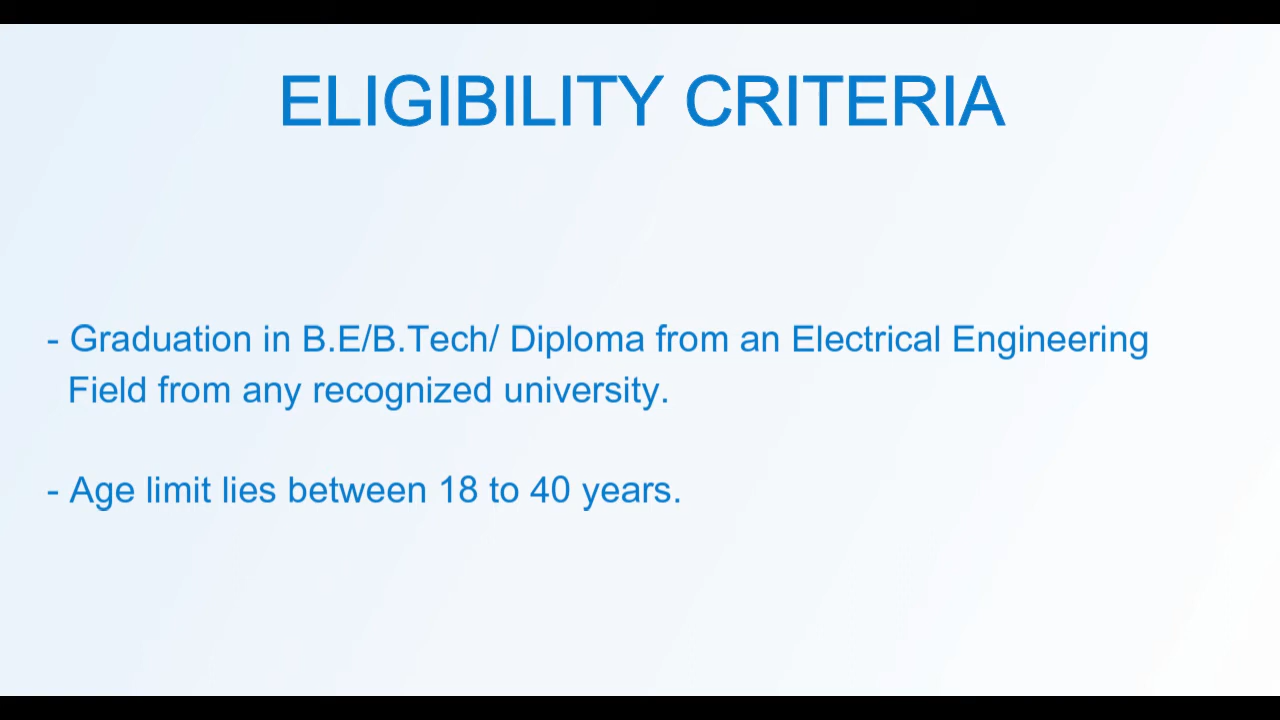 ELIGIBILITY CRITERIA
- Graduation in B.E/B.Tech/ Diploma from an Electrical Engineering
Field from any recognized university.
- Age limit lies between 18 to 40 years.